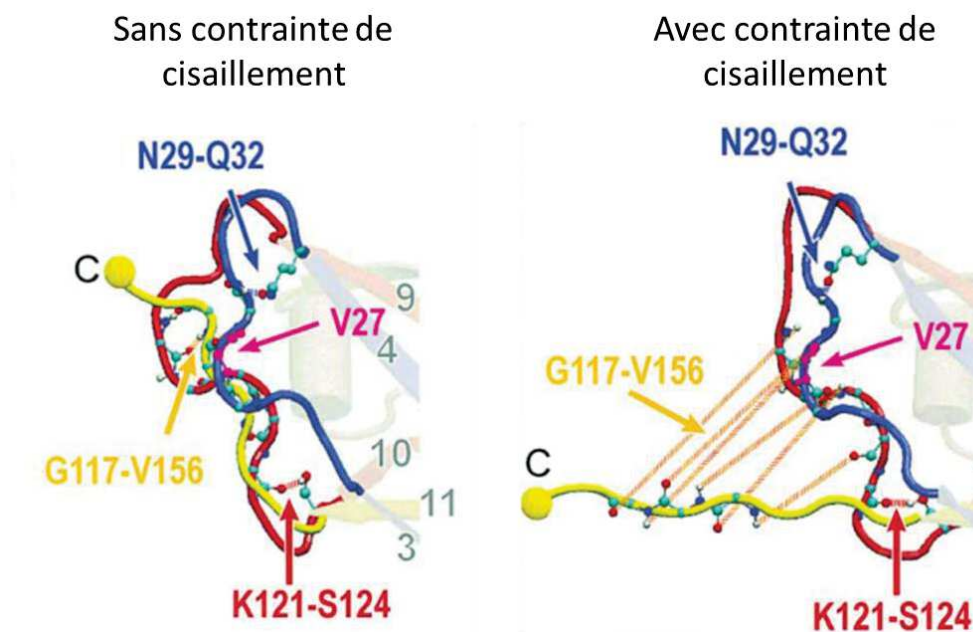 Sans contrainte de
cisaillement
N29-Q32
C
9
V27
4
G117-V156
10
11
3
K121-S124
Avec contrainte de
cisaillement
N29-Q32
V27
G117-V156
C
K121-S124